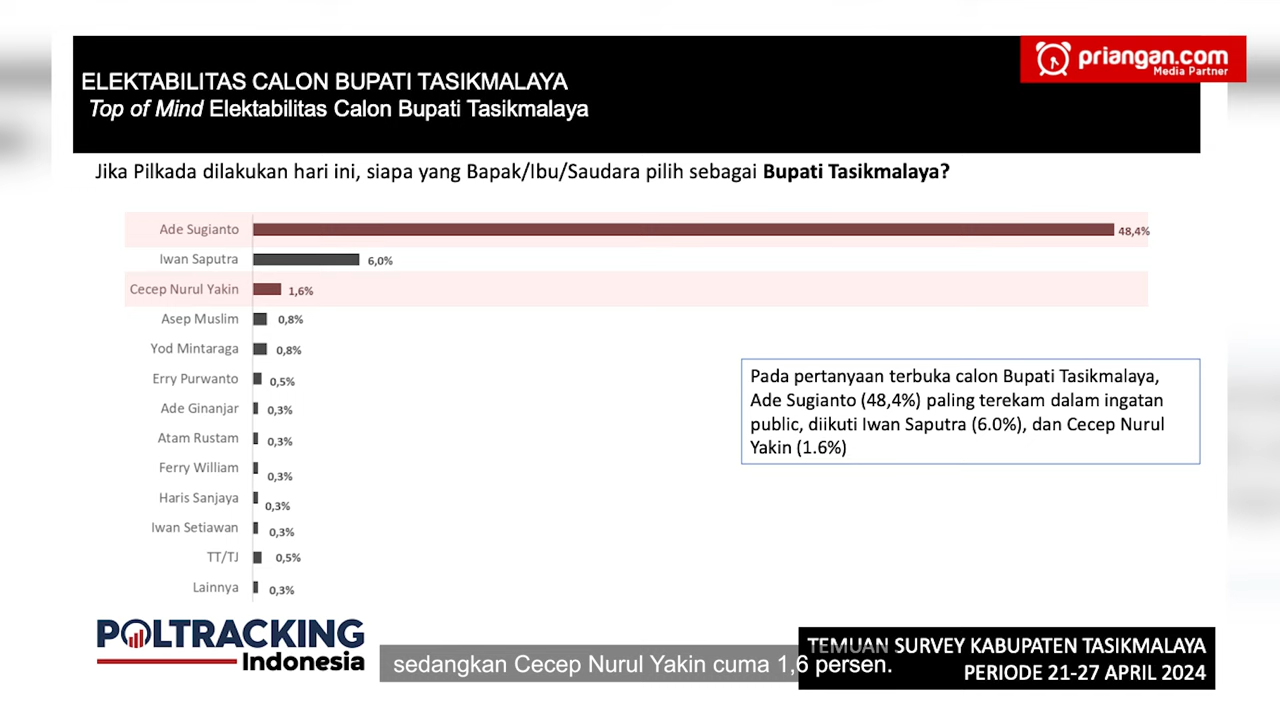 priangan.com
Media Partner
ELEKTABILITAS CALON BUPATI TASIKMALAYA
Top of Mind Elektabilitas Calon Bupati Tasikmalaya
Jika Pilkada dilakukan hari ini, siapa yang Bapak/Ibu/Saudara pilih sebagai Bupati Tasikmalaya?
Ade Sugianto 48,4%
Iwan Saputra 6,0%
Cecep Nurul Yakin 1,6%
Asep Muslim 0,8%
Yod Mintaraga 0,8%
Erry Purwanto 0,5%
Ade Ginanjar 0,3%
Atam Rustam 0,3%
Ferry William 0,3%
Haris Sanjaya 0,3%
Iwan Setiawan 0,3%
TT/TJ 0,5%
Lainnya 0,3%
Pada pertanyaan terbuka calon Bupati Tasikmalaya,
Ade Sugianto (48,4%) paling terekam dalam ingatan
public, diikuti Iwan Saputra (6.0%), dan Cecep Nurul
Yakin (1.6%)
POLTRACKING
Indonesia
sedangkan Cecep Nurul Yakin cuma 1,6 persen.
TEMUAN SURVEY KABUPATEN TASIKMALAYA
PERIODE 21-27 APRIL 2024